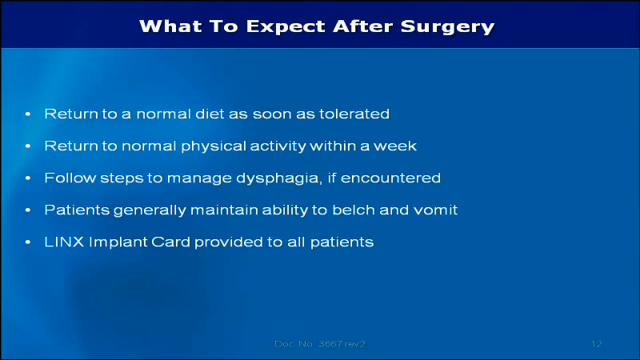 What To Expect After Surgery
• Return to a normal diet as soon as tolerated
• Return to normal physical activity within a week
• Follow steps to manage dysphagia, if encountered
• Patients generally maintain ability to belch and vomit
• LINX Implant Card provided to all patients
Doc. No. 3667 rev2
12